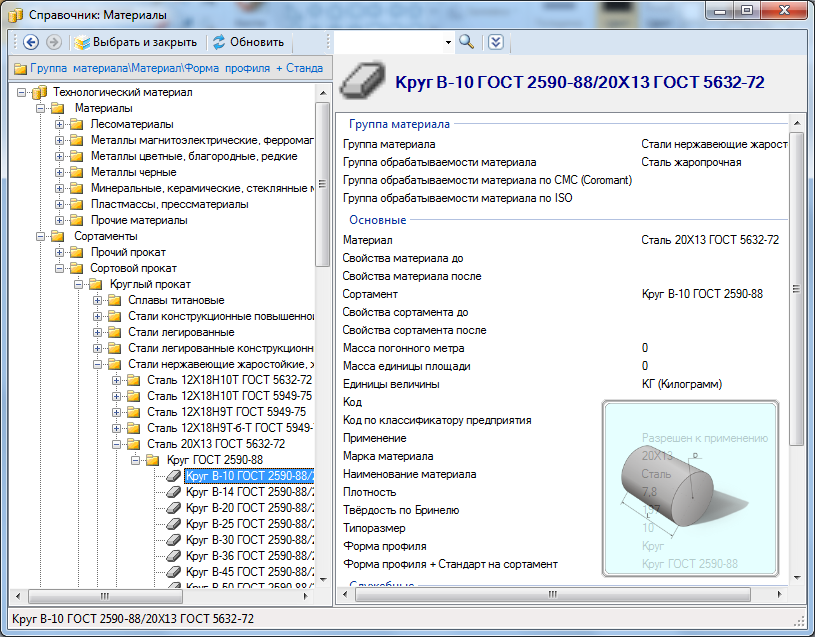 Справочник: Материалы
Выбрать и закрыть
Обновить
Группа материала\Материал\Форма профиля + Станда
Технологический материал
Материалы
Лесоматериалы
Металлы магнитоэлектрические, ферромаг
Металлы цветные, благородные, редкие
Металлы черные
Минеральные, керамические, стеклянные м
Пластмассы, прессматериалы
Прочие материалы
Сортаменты
Прочий прокат
Сортовой прокат
Круглый прокат
Сплавы титановые
Стали конструкционные повышенной
Стали легированные
Стали легированные конструкционн
Стали нержавеющие жаростойкие, ж
Сталь 12Х18Н10Т ГОСТ 5632-72
Сталь 12Х18Н10Т ГОСТ 5949-75
Сталь 12Х18Н9Т ГОСТ 5949-75
Сталь 12Х18Н9Т-б-Т ГОСТ 5949-
Сталь 20Х13 ГОСТ 5632-72
Круг ГОСТ 2590-88
Круг В-10 ГОСТ 2590-88/2
Круг В-14 ГОСТ 2590-88/2
Круг В-20 ГОСТ 2590-88/2
Круг В-25 ГОСТ 2590-88/2
Круг В-30 ГОСТ 2590-88/2
Круг В-36 ГОСТ 2590-88/2
Круг В-45 ГОСТ 2590-88/2
Круг В-50 ГОСТ 2590-88/2
Круг В-10 ГОСТ 2590-88/20Х13 ГОСТ 5632-72
Группа материала
Группа материала Стали нержавеющие жарост
Группа обрабатываемости материала Сталь жаропрочная
Группа обрабатываемости материала по СМС (Coromant)
Группа обрабатываемости материала по ISO
Основные
Материал Сталь 20Х13 ГОСТ 5632-72
Свойства материала до
Свойства материала после
Сортамент Круг В-10 ГОСТ 2590-88
Свойства сортамента до
Свойства сортамента после
Масса погонного метра 0
Масса единицы площади 0
Единицы величины КГ (Килограмм)
Код
Код по классификатору предприятия
Применение Разрешен к применению
Марка материала 20Х13
Наименование материала Сталь
Плотность 7,8
Твёрдость по Бринелю 197
Типоразмер 10
Форма профиля Круг
Форма профиля + Стандарт на сортамент Круг ГОСТ 2590-88
Служебные
D
L
Круг В-10 ГОСТ 2590-88/20Х13 ГОСТ 5632-72